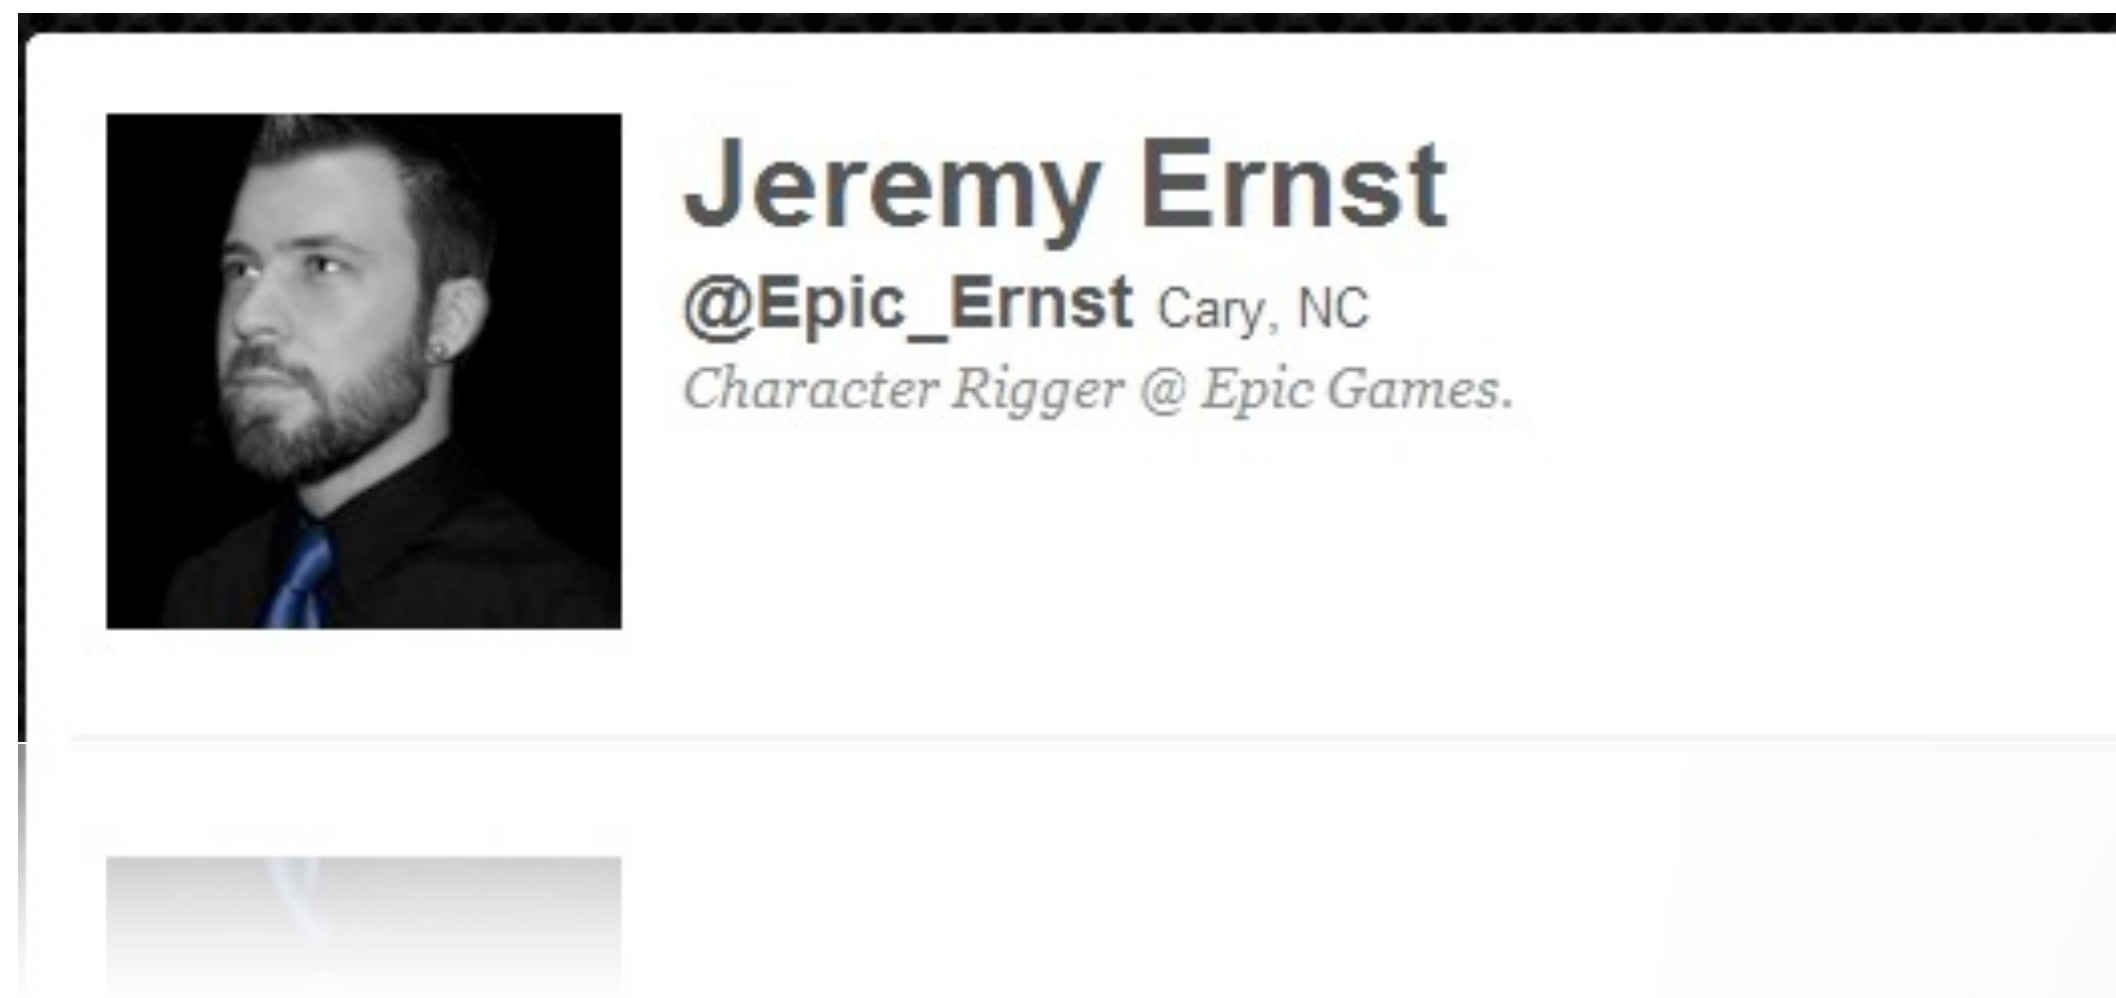 Jeremy Ernst
@Epic_Ernst Cary, NC
Character Rigger @ Epic Games.